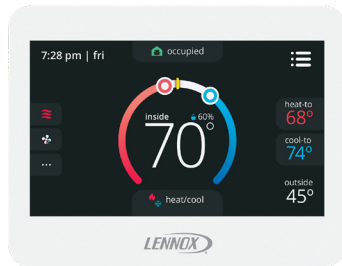 7:28 pm | fri
occupied
inside
60%
70°
heat-to
68°
cool-to
74°
outside
45°
heat/cool
LENNOX